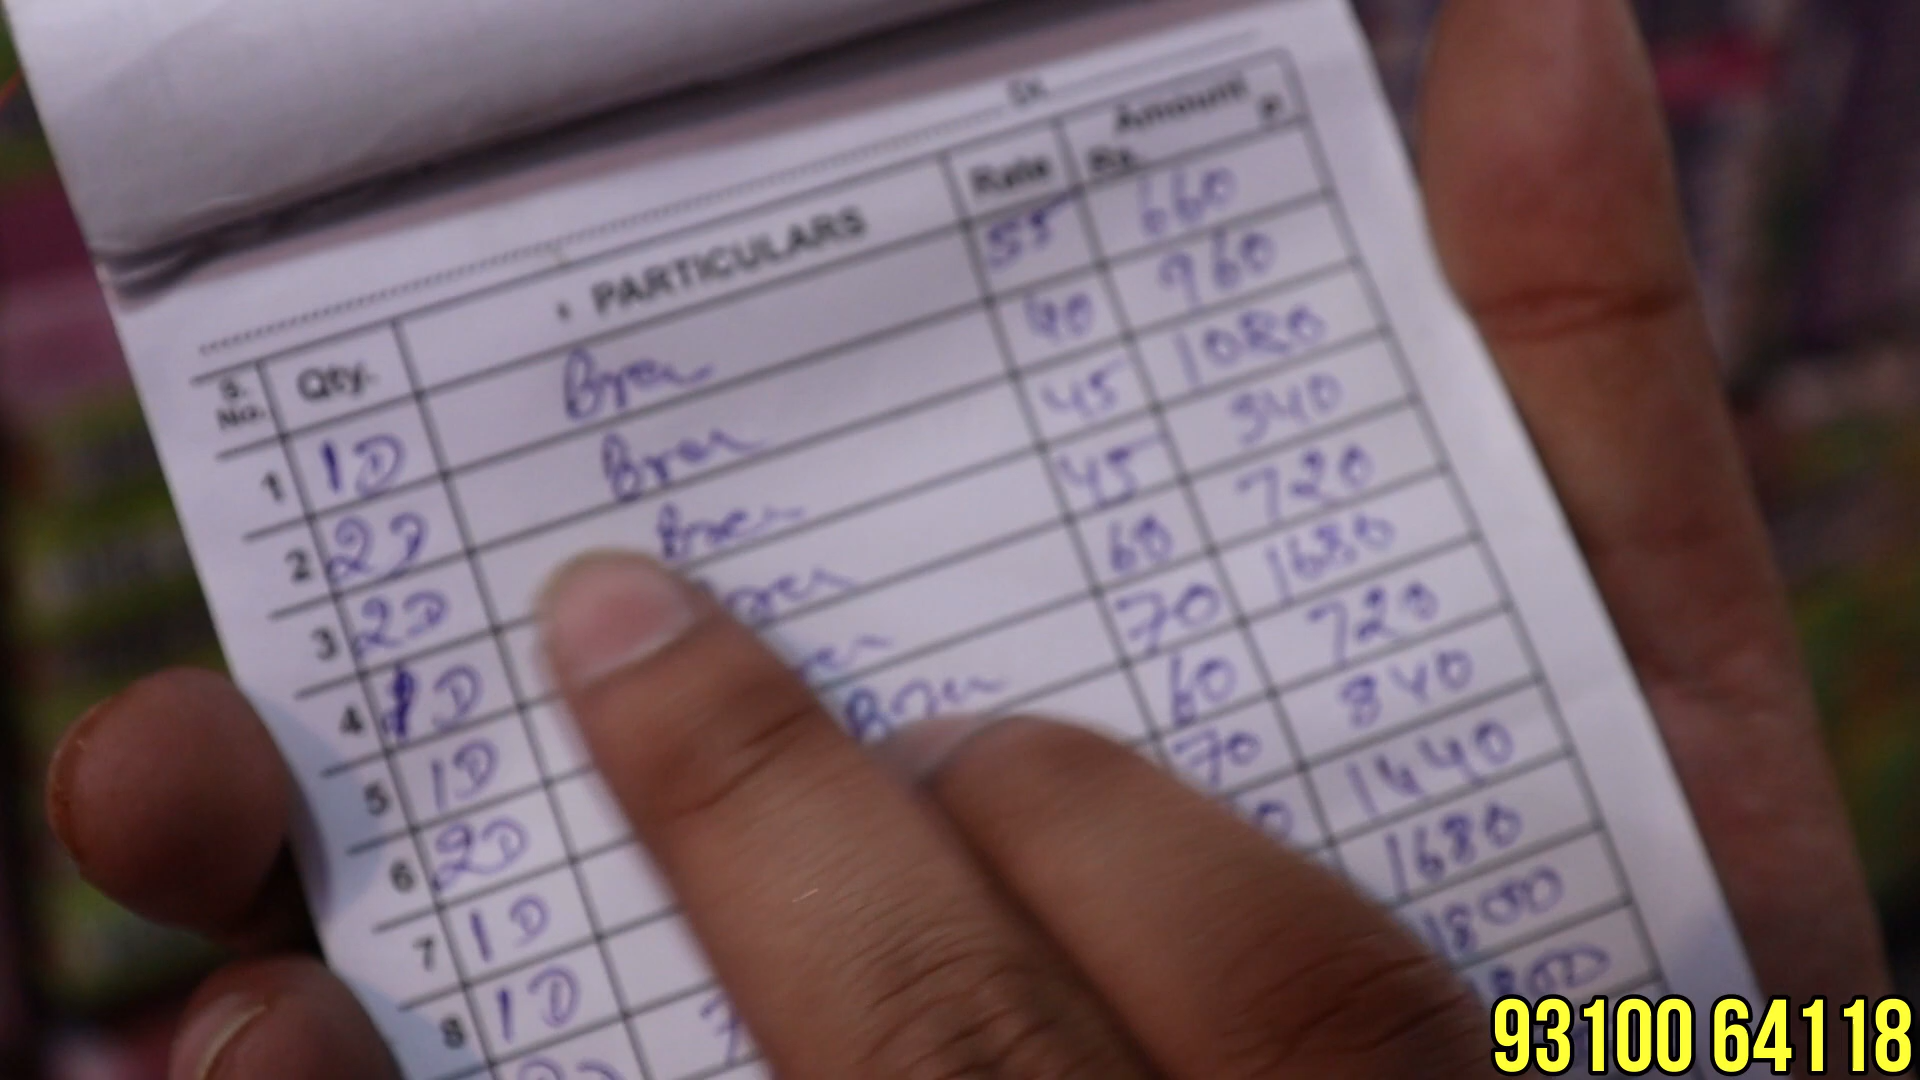 Amount
Rate Rs. P
S. No. Qty. PARTICULARS
1 1D Bra 55 660
2 2D Bra 40 960
3 2D Bra 45 1080
4 1D 45 540
5 1D 60 720
6 2D Bra 70 1680
7 1D 60 720
8 1D 70 840
1440
1680
1800
93100 64118